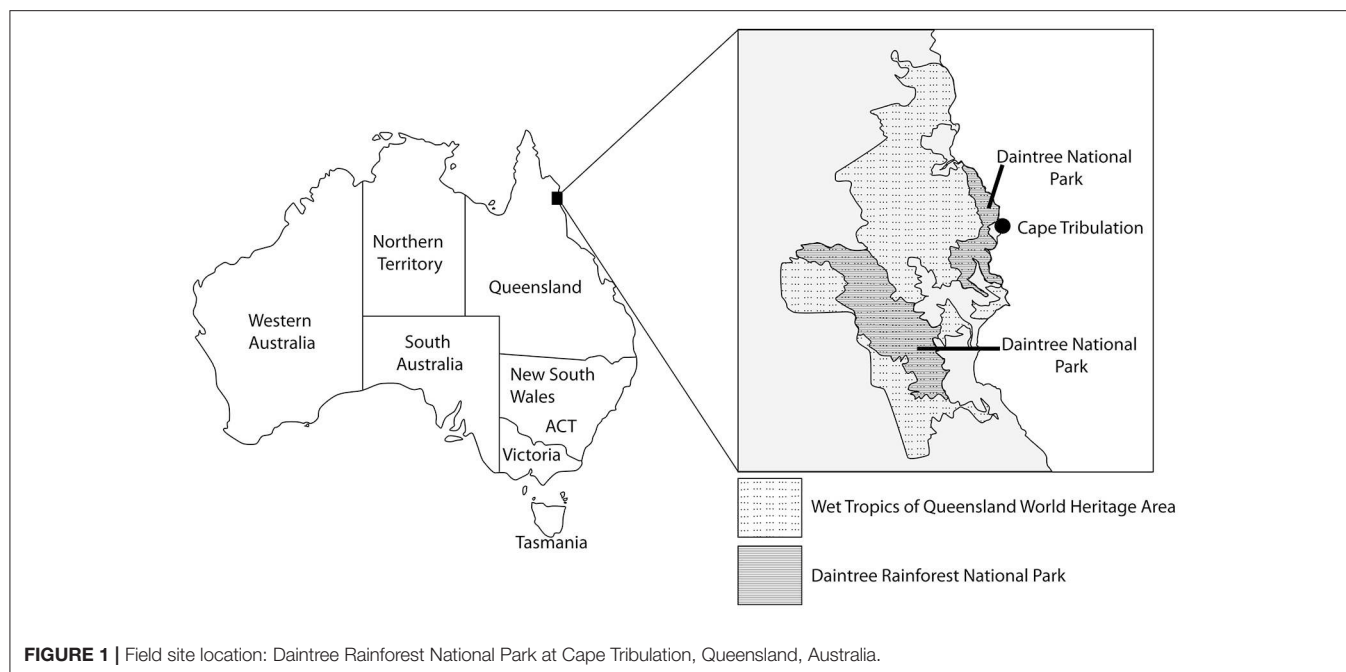 Northern
Territory
Queensland
Western
Australia
South
Australia
New South
Wales
ACT
Victoria
Tasmania
Daintree National
Park
Cape Tribulation
Daintree National
Park
Wet Tropics of Queensland World Heritage Area
Daintree Rainforest National Park
FIGURE 1 | Field site location: Daintree Rainforest National Park at Cape Tribulation, Queensland, Australia.